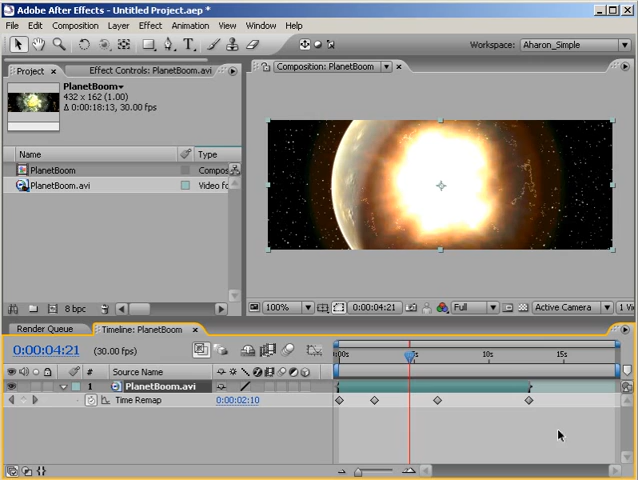 Adobe After Effects - Untitled Project.aep *
File Edit Composition Layer Effect Animation View Window Help
Workspace: Aharon_Simple
Project × Effect Controls: PlanetBoom.avi
Composition: PlanetBoom
PlanetBoom
432 x 162 (1.00)
Δ 0:00:18:13, 30.00 fps
Name Type
PlanetBoom Compos
PlanetBoom.avi Video fo
8 bpc
100% 0:00:04:21 Full Active Camera 1 Vi
Render Queue Timeline: PlanetBoom ×
0:00:04:21 (30.00 fps)
:00s 5s 10s 15s
# Source Name
1 PlanetBoom.avi
Time Remap 0:00:02:10